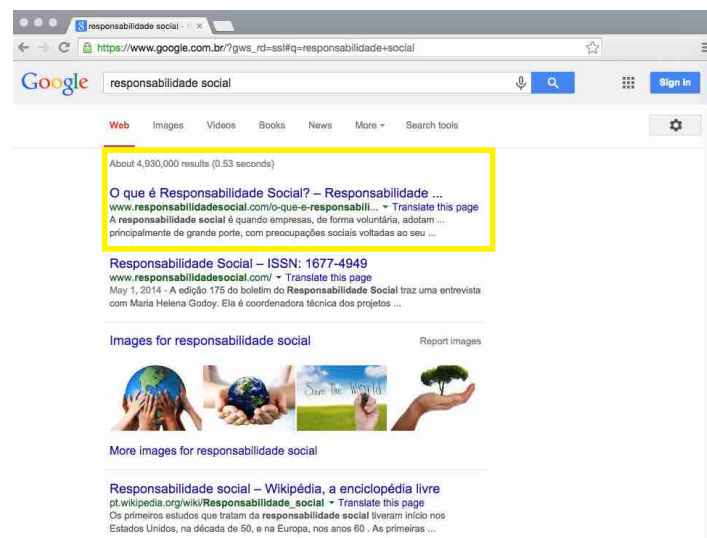 responsabilidade social - 
https://www.google.com.br/?gws_rd=ssl#q=responsabilidade+social
Google responsabilidade social Sign in
Web Images Videos Books News More Search tools
About 4,930,000 results (0.53 seconds)
O que é Responsabilidade Social? – Responsabilidade ...
www.responsabilidadesocial.com/o-que-e-responsabili... Translate this page
A responsabilidade social é quando empresas, de forma voluntária, adotam ...
principalmente de grande porte, com preocupações sociais voltadas ao seu ...
Responsabilidade Social – ISSN: 1677-4949
www.responsabilidadesocial.com/ Translate this page
May 1, 2014 - A edição 175 do boletim do Responsabilidade Social traz uma entrevista
com Maria Helena Godoy. Ela é coordenadora técnica dos projetos ...
Images for responsabilidade social Report images
Save The World
More images for responsabilidade social
Responsabilidade social – Wikipédia, a enciclopédia livre
pt.wikipedia.org/wiki/Responsabilidade_social Translate this page
Os primeiros estudos que tratam da responsabilidade social tiveram início nos
Estados Unidos, na década de 50, e na Europa, nos anos 60 . As primeiras ...